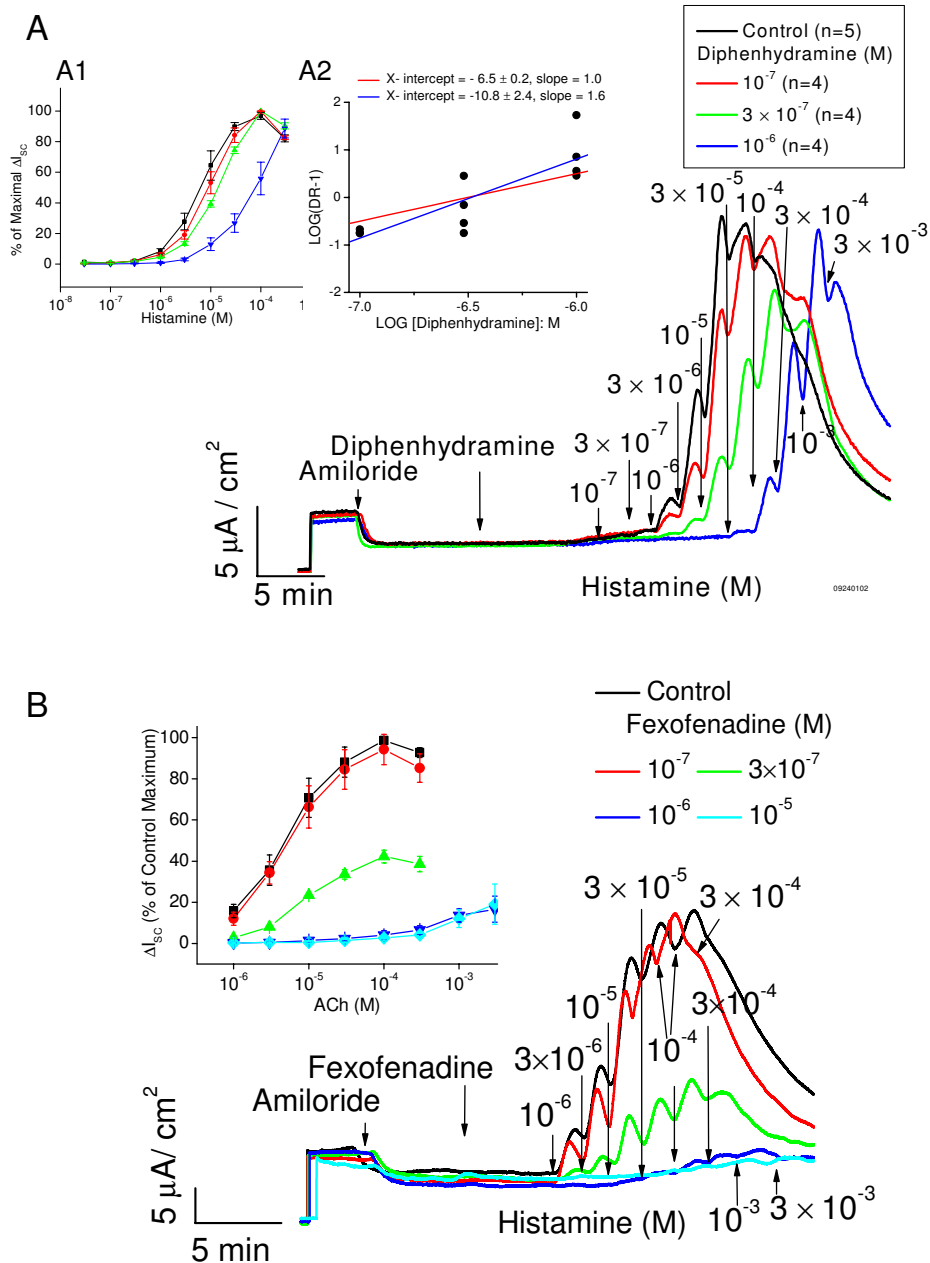 A
A1
A2
X- intercept = - 6.5 ± 0.2, slope = 1.0
X- intercept = -10.8 ± 2.4, slope = 1.6
Control (n=5)
Diphenhydramine (M)
10⁻⁷ (n=4)
3 × 10⁻⁷ (n=4)
10⁻⁶ (n=4)
% of Maximal ΔI_SC
100
80
60
40
20
0
10⁻⁸
10⁻⁷
10⁻⁶
10⁻⁵
10⁻⁴
1
Histamine (M)
LOG(DR-1)
2
1
0
-1
-2
-7.0
-6.5
-6.0
LOG [Diphenhydramine]: M
3 × 10⁻⁵
10⁻⁴
3 × 10⁻⁴
3 × 10⁻³
10⁻⁵
3 × 10⁻⁶
Diphenhydramine
Amiloride
3 × 10⁻⁷
10⁻⁷
10⁻⁶
10⁻³
5 μA / cm²
5 min
Histamine (M)
09240102
B
Control
Fexofenadine (M)
10⁻⁷
3×10⁻⁷
10⁻⁶
10⁻⁵
ΔI_SC (% of Control Maximum)
100
80
60
40
20
0
10⁻⁶
10⁻⁵
10⁻⁴
10⁻³
ACh (M)
3 × 10⁻⁵
3 × 10⁻⁴
10⁻⁵
3×10⁻⁴
10⁻⁴
3×10⁻⁶
10⁻⁶
Fexofenadine
Amiloride
5 μA/ cm²
5 min
Histamine (M)
10⁻³
3 × 10⁻³